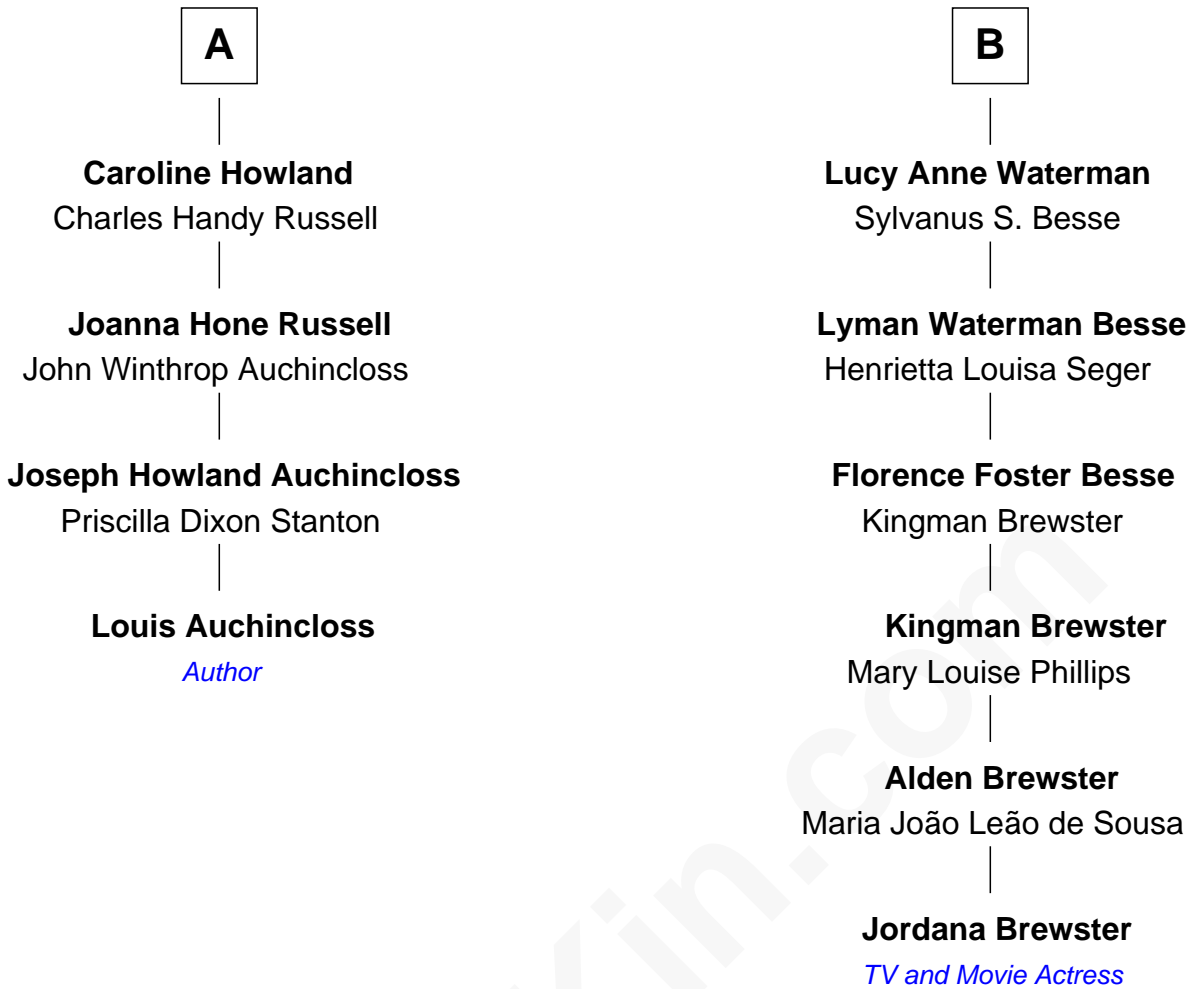 A
Caroline Howland
Charles Handy Russell
Joanna Hone Russell
John Winthrop Auchincloss
Joseph Howland Auchincloss
Priscilla Dixon Stanton
Louis Auchincloss
Author
B
Lucy Anne Waterman
Sylvanus S. Besse
Lyman Waterman Besse
Henrietta Louisa Seger
Florence Foster Besse
Kingman Brewster
Kingman Brewster
Mary Louise Phillips
Alden Brewster
Maria João Leão de Sousa
Jordana Brewster
TV and Movie Actress
Kin.com